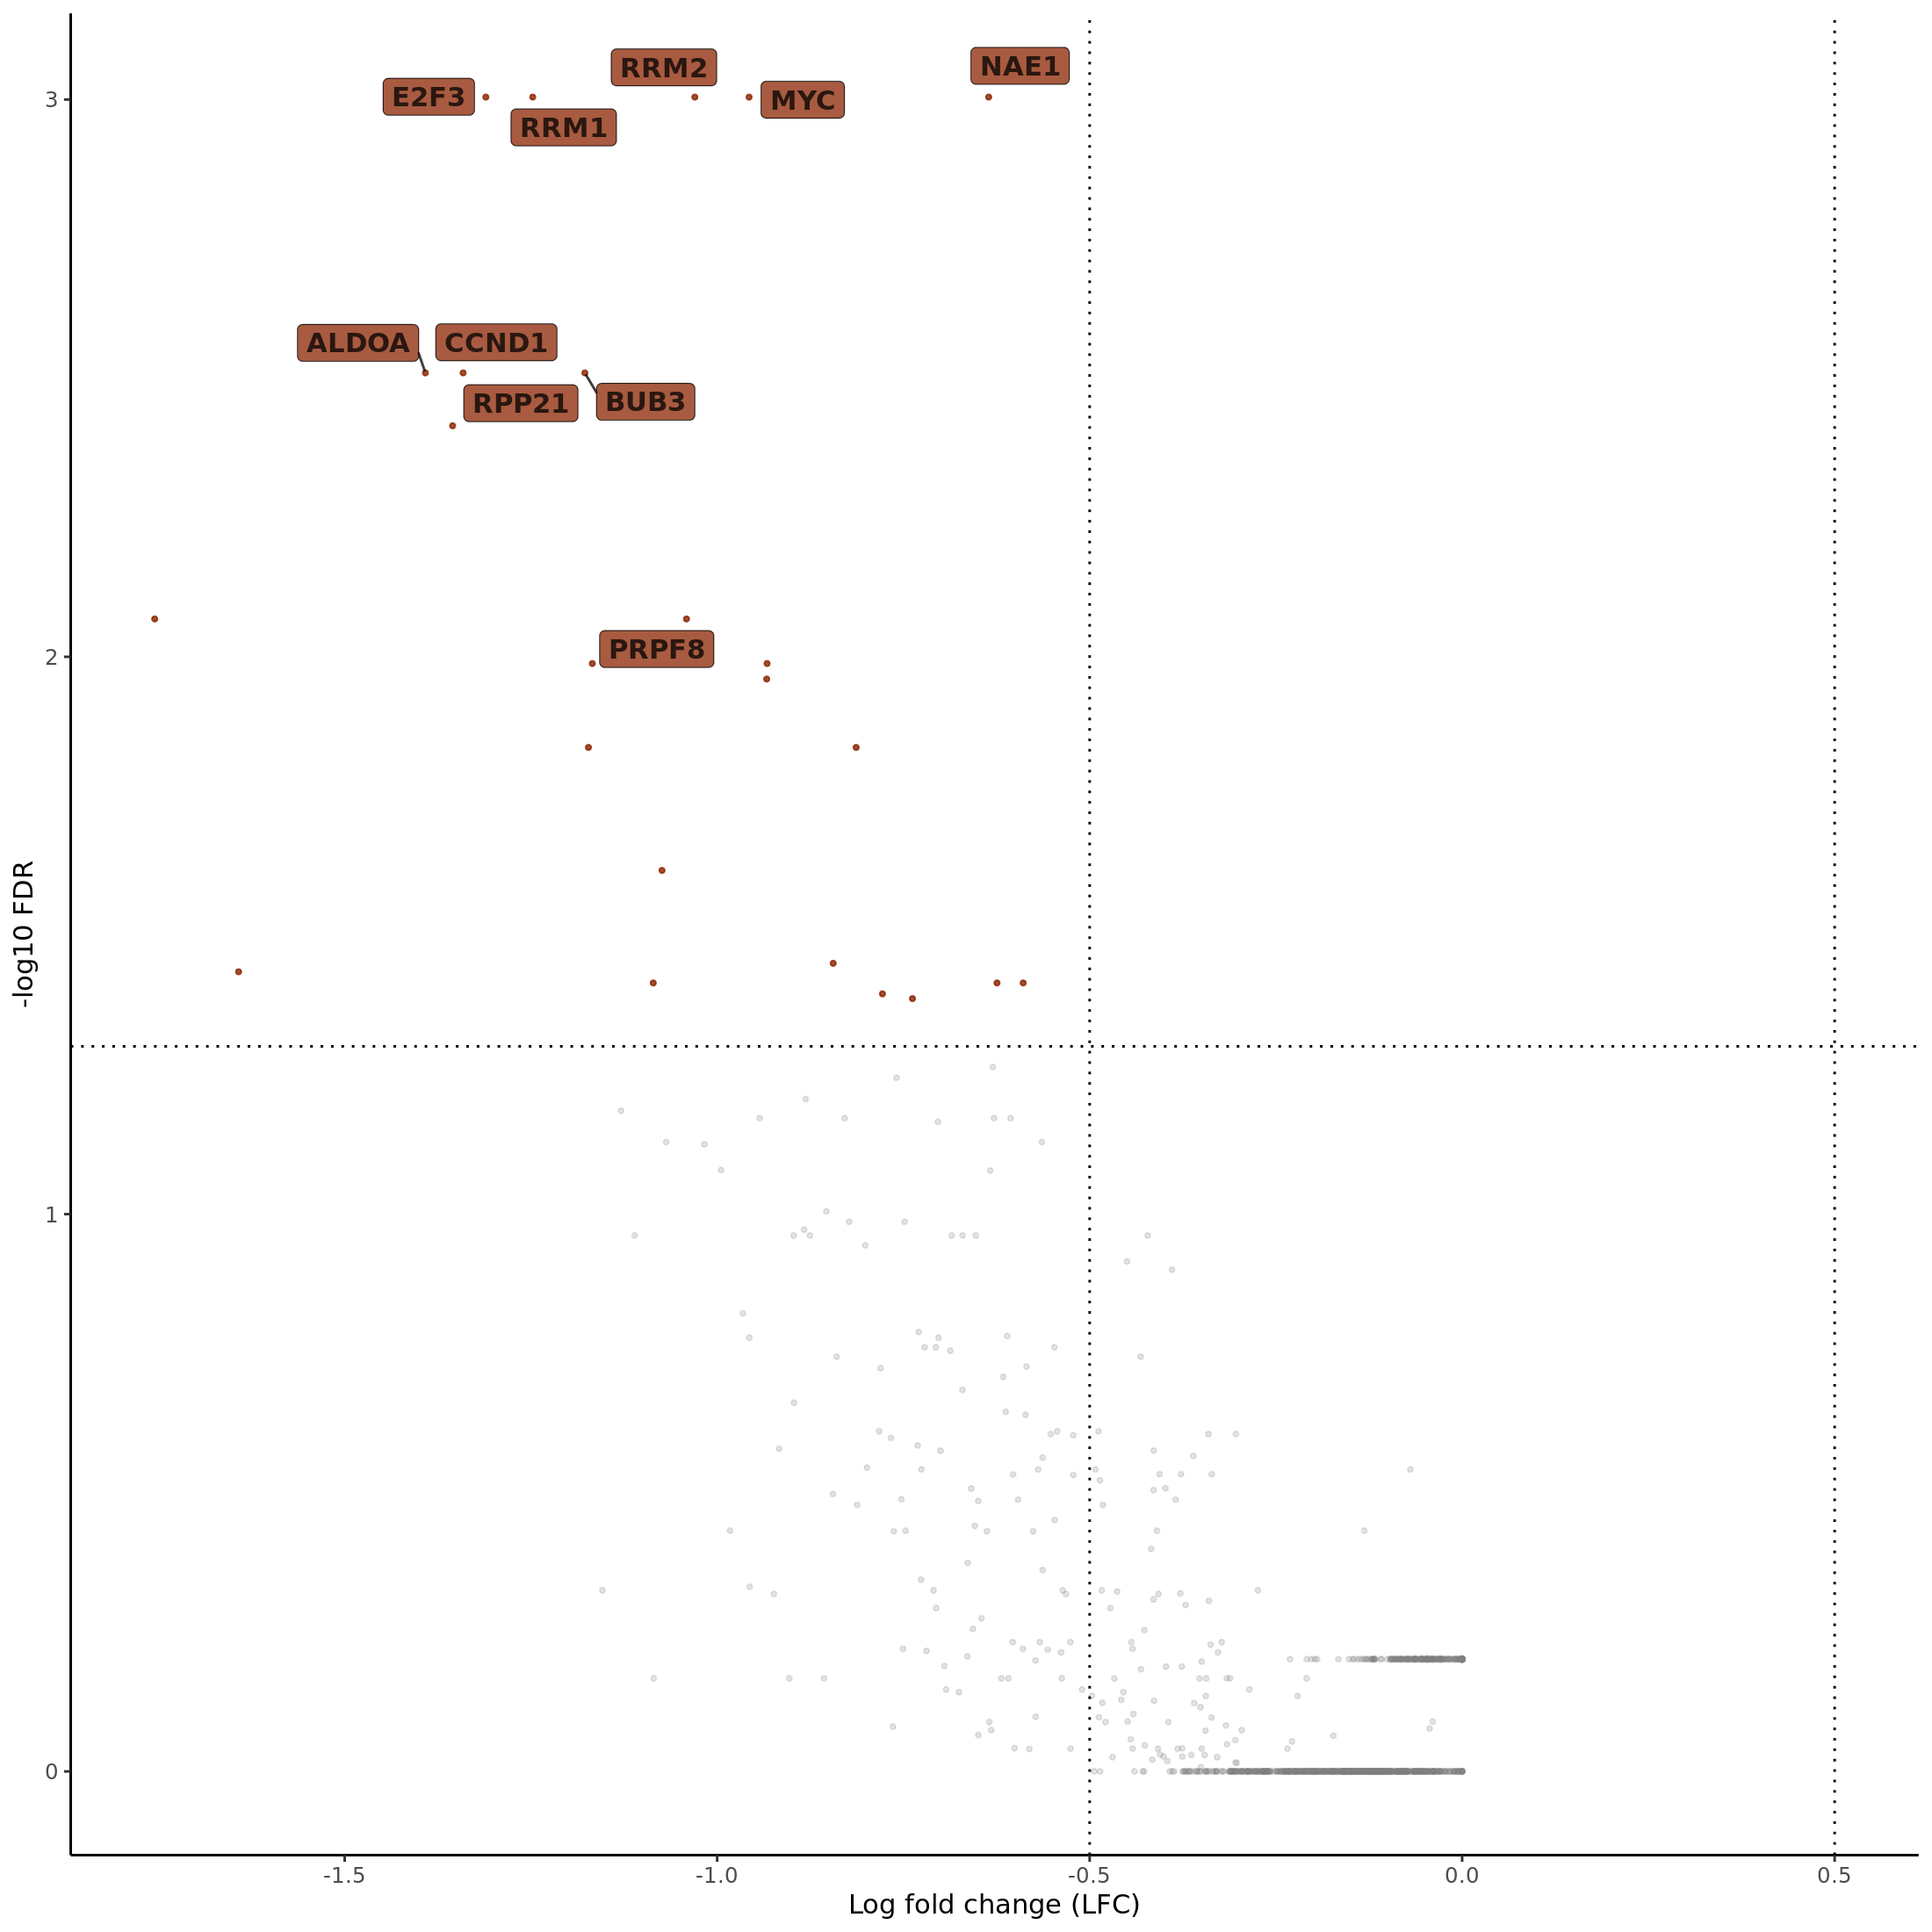 RRM2
NAE1
E2F3
MYC
RRM1
ALDOA
CCND1
RPP21
BUB3
PRPF8
3
2
1
0
-log10 FDR
-1.5
-1.0
-0.5
0.0
0.5
Log fold change (LFC)